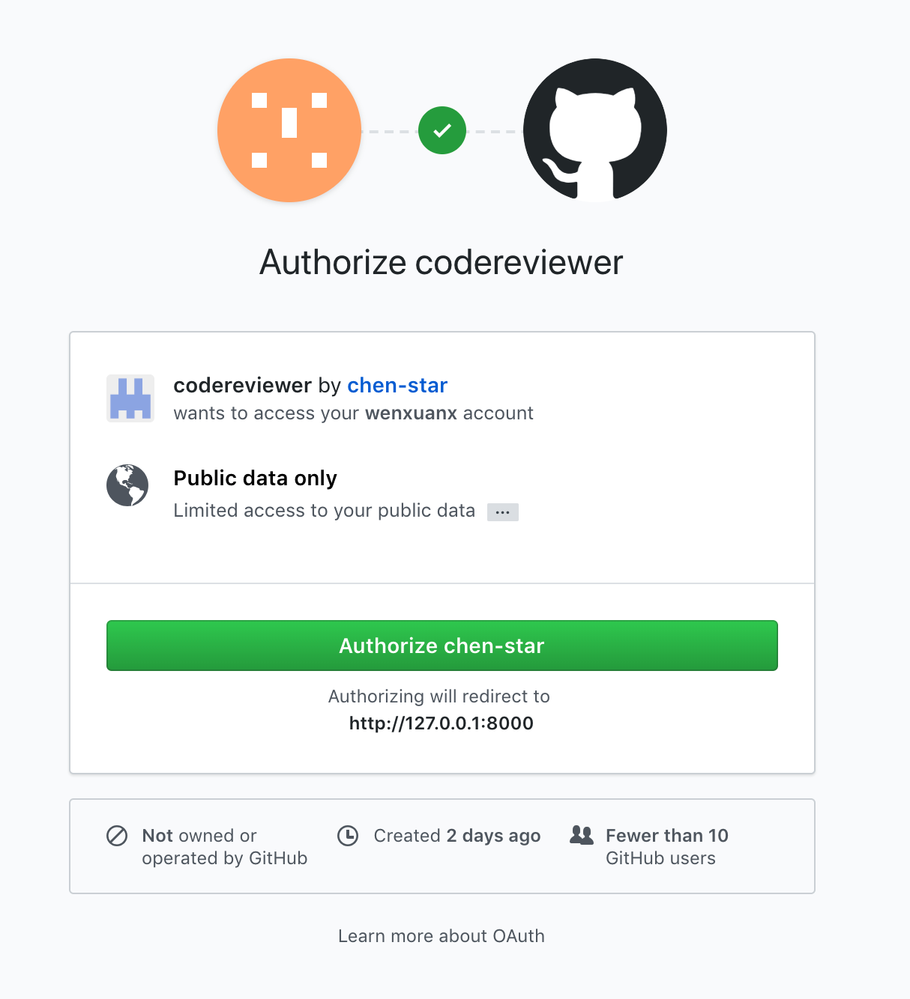 Authorize codereviewer
codereviewer by chen-star
wants to access your wenxuanx account
Public data only
Limited access to your public data ...
Authorize chen-star
Authorizing will redirect to
http://127.0.0.1:8000
Not owned or
operated by GitHub
Created 2 days ago
Fewer than 10
GitHub users
Learn more about OAuth